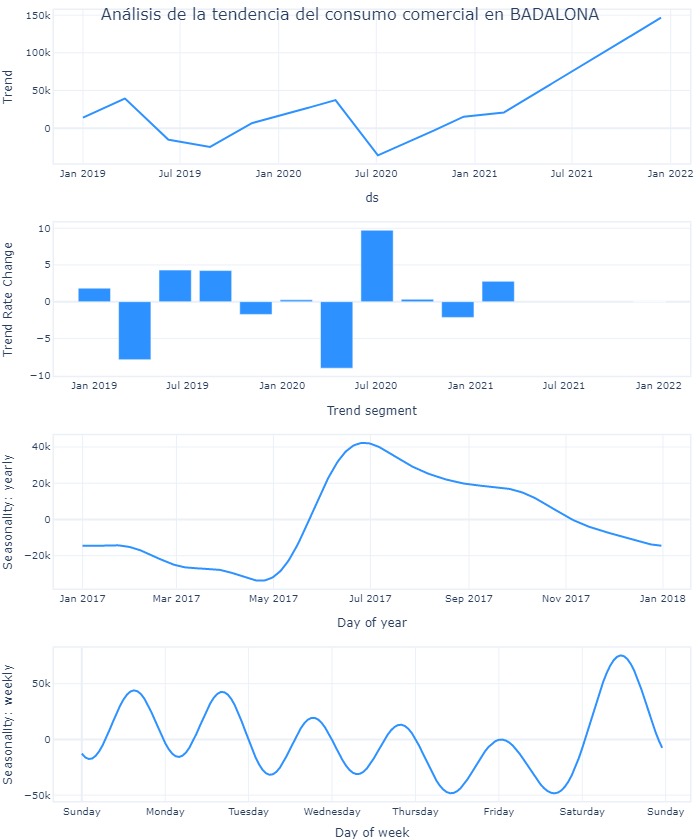 Análisis de la tendencia del consumo comercial en BADALONA
150k
100k
50k
0
Trend
Jan 2019 Jul 2019 Jan 2020 Jul 2020 Jan 2021 Jul 2021 Jan 2022
ds
10
5
0
−5
−10
Trend Rate Change
Jan 2019 Jul 2019 Jan 2020 Jul 2020 Jan 2021 Jul 2021 Jan 2022
Trend segment
40k
20k
0
−20k
Seasonality: yearly
Jan 2017 Mar 2017 May 2017 Jul 2017 Sep 2017 Nov 2017 Jan 2018
Day of year
50k
0
−50k
Seasonality: weekly
Sunday Monday Tuesday Wednesday Thursday Friday Saturday Sunday
Day of week